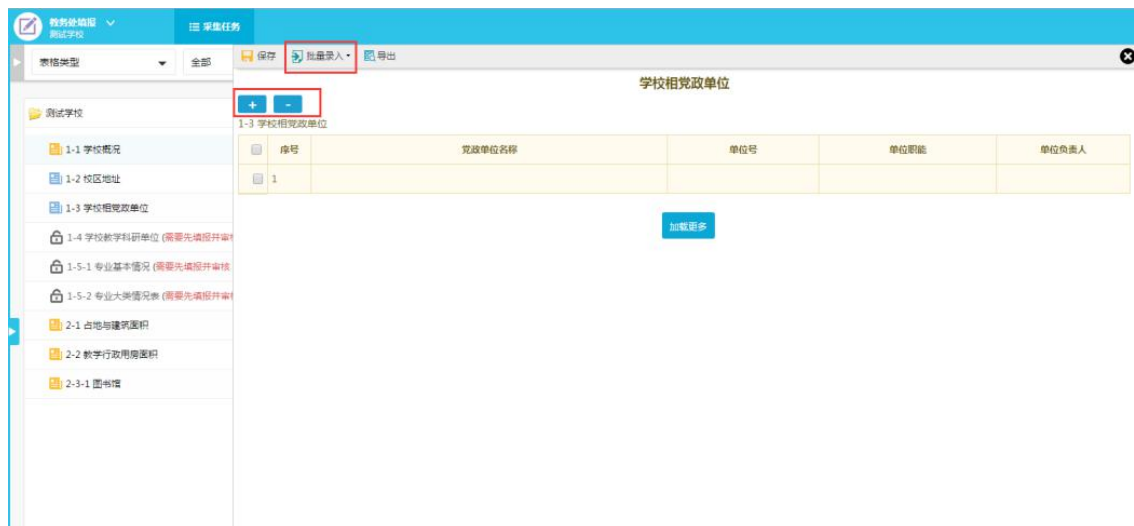 教务处填报
测试学校
采集任务
表格类型
全部
保存
批量录入
导出
学校相党政单位
+
-
1-3 学校相党政单位
测试学校
1-1 学校概况
1-2 校区地址
1-3 学校相党政单位
1-4 学校教学科研单位 (需要先填报并审核
1-5-1 专业基本情况 (需要先填报并审核
1-5-2 专业大类情况表 (需要先填报并审核
2-1 占地与建筑面积
2-2 教学行政用房面积
2-3-1 图书馆
序号 党政单位名称 单位号 单位职能 单位负责人
1
加载更多